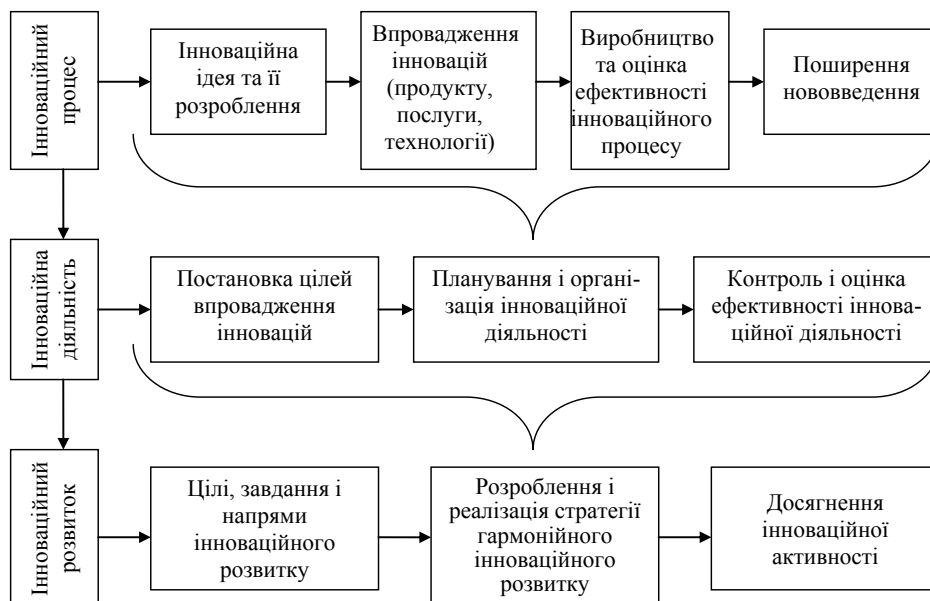 Інноваційний
процес
Інноваційна
ідея та її
розроблення
Впровадження
інновацій
(продукту,
послуги,
технології)
Виробництво
та оцінка
ефективності
інноваційного
процесу
Поширення
нововведення
Інноваційна
діяльність
Постановка цілей
впровадження
інновацій
Планування і органі-
зація інноваційної
діяльності
Контроль і оцінка
ефективності іннова-
ційної діяльності
Інноваційний
розвиток
Цілі, завдання і
напрями
інноваційного
розвитку
Розроблення і
реалізація стратегії
гармонійного
інноваційного
розвитку
Досягнення
інноваційної
активності